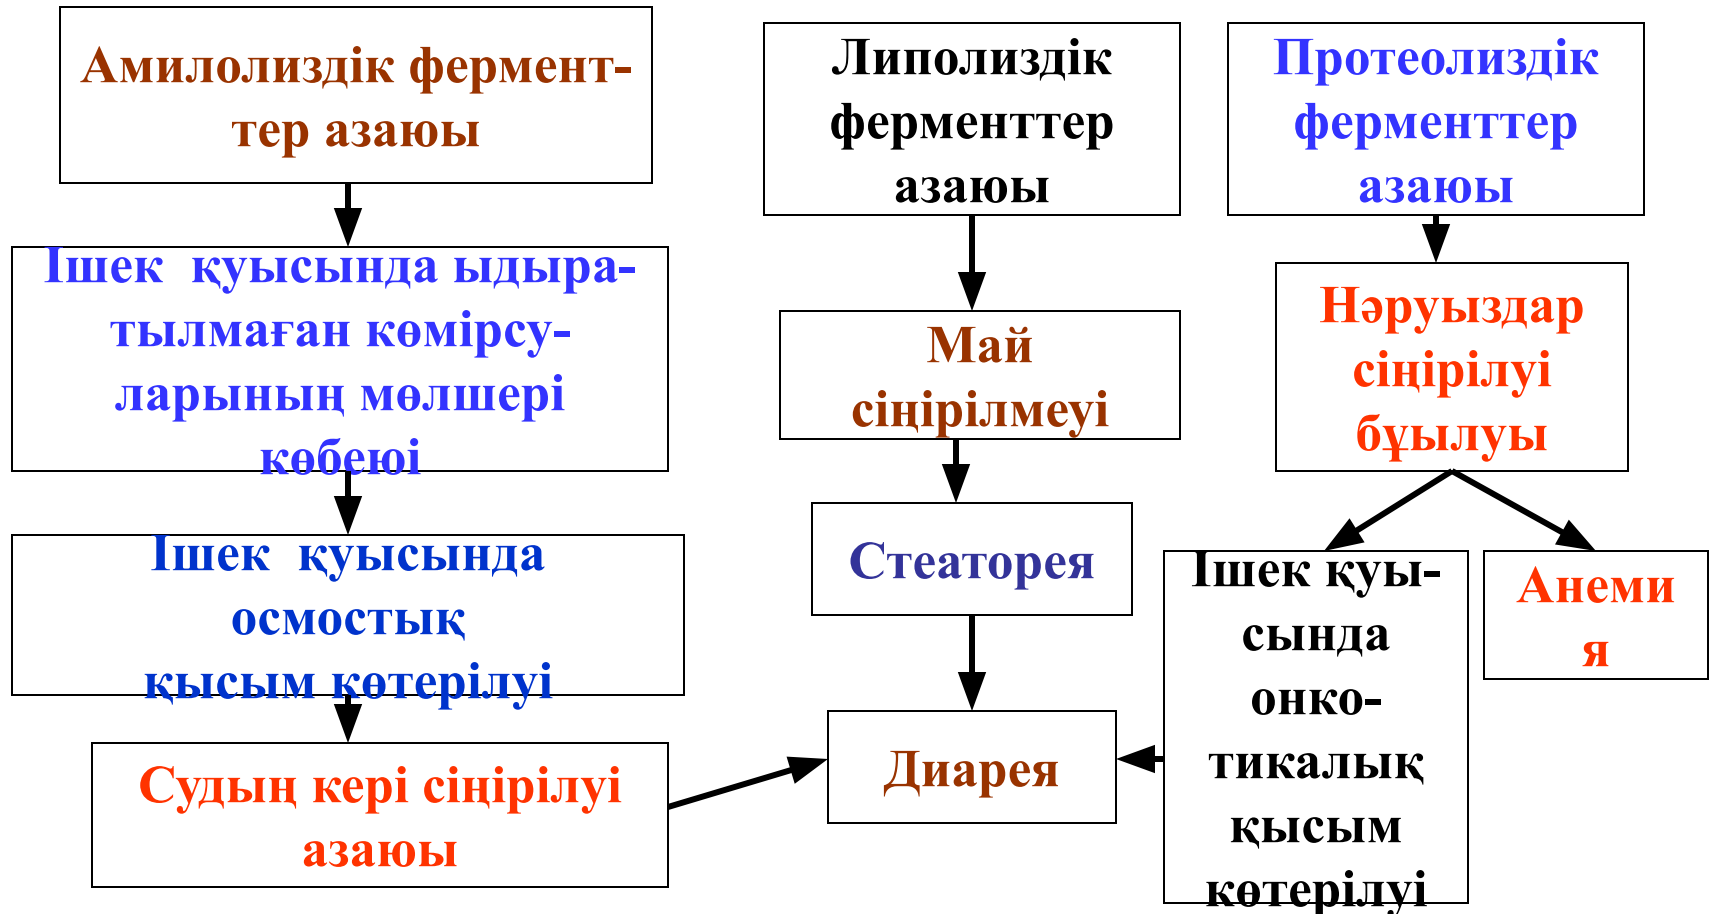 Амилолиздік фермент-
тер азаюы
Липолиздік
ферменттер
азаюы
Протеолиздік
ферменттер
азаюы
Ішек қуысында ыдыра-
тылмаған көмірсу-
ларының мөлшері
көбеюі
Май
сіңірілмеуі
Нәруыздар
сіңірілуі
бұылуы
Ішек қуысында
осмостық
қысым көтерілуі
Стеаторея
Ішек қуы-
сында
онко-
тикалық
қысым
көтерілуі
Анеми
я
Судың кері сіңірілуі
азаюы
Диарея